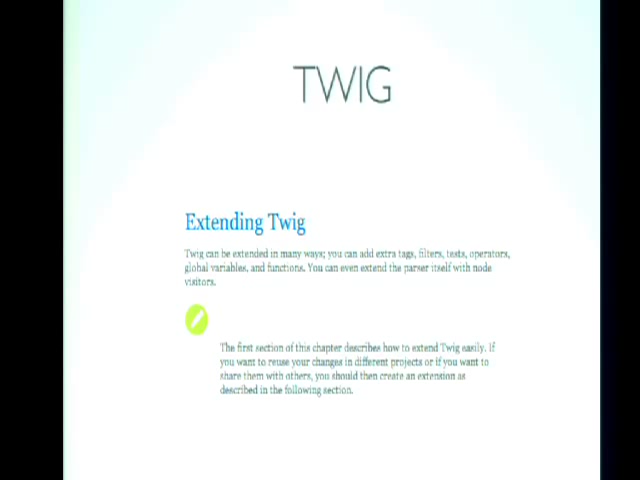 TWIG
Extending Twig
Twig can be extended in many ways; you can add extra tags, filters, tests, operators,
global variables, and functions. You can even extend the parser itself with node
visitors.
The first section of this chapter describes how to extend Twig easily. If
you want to reuse your changes in different projects or if you want to
share them with others, you should then create an extension as
described in the following section.